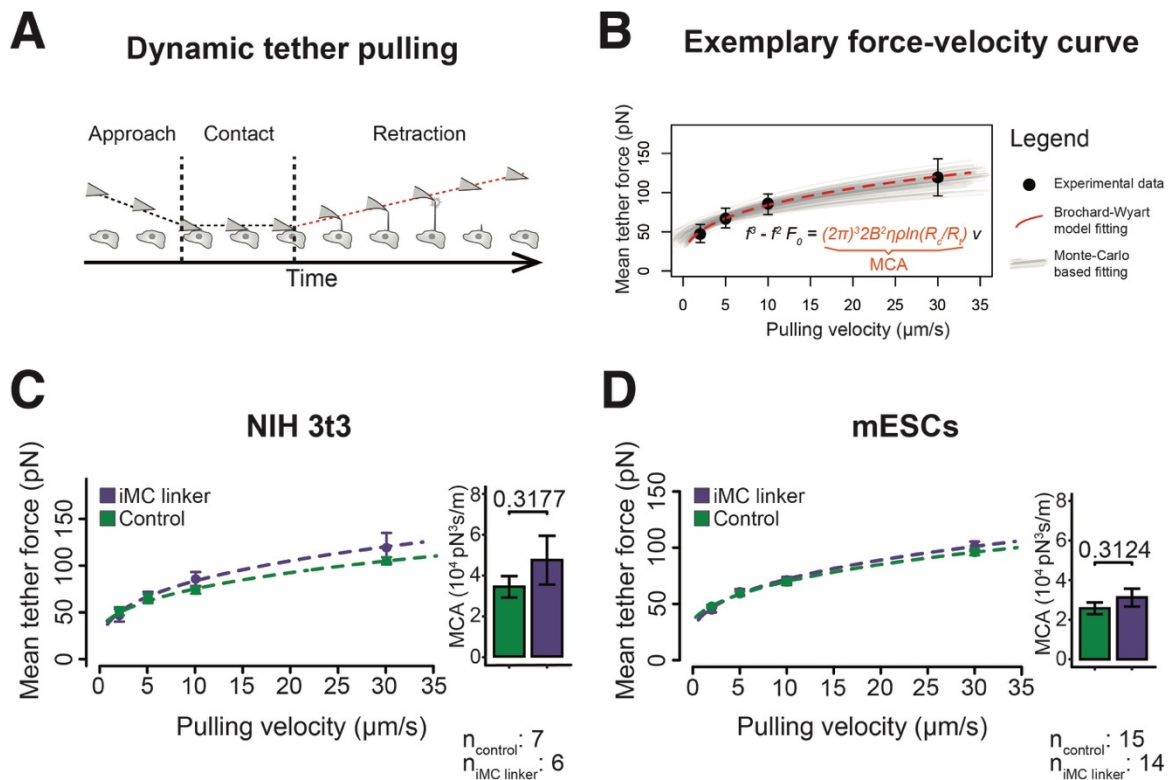 A
Dynamic tether pulling
Approach
Contact
Retraction
Time
B
Exemplary force-velocity curve
Mean tether force (pN)
150
100
50
0
f³ - f² F₀ = (2π)³2B²ηρln(R_c/R_t) v
MCA
0 5 10 15 20 25 30 35
Pulling velocity (µm/s)
Legend
Experimental data
Brochard-Wyart
model fitting
Monte-Carlo
based fitting
C
NIH 3t3
Mean tether force (pN)
150
100
50
0
iMC linker
Control
0 5 10 15 20 25 30 35
Pulling velocity (µm/s)
MCA (10⁴ pN³s/m)
8
6
4
2
0
0.3177
n_control: 7
n_iMC linker: 6
D
mESCs
Mean tether force (pN)
150
100
50
0
iMC linker
Control
0 5 10 15 20 25 30 35
Pulling velocity (µm/s)
MCA (10⁴ pN³s/m)
8
6
4
2
0
0.3124
n_control: 15
n_iMC linker: 14